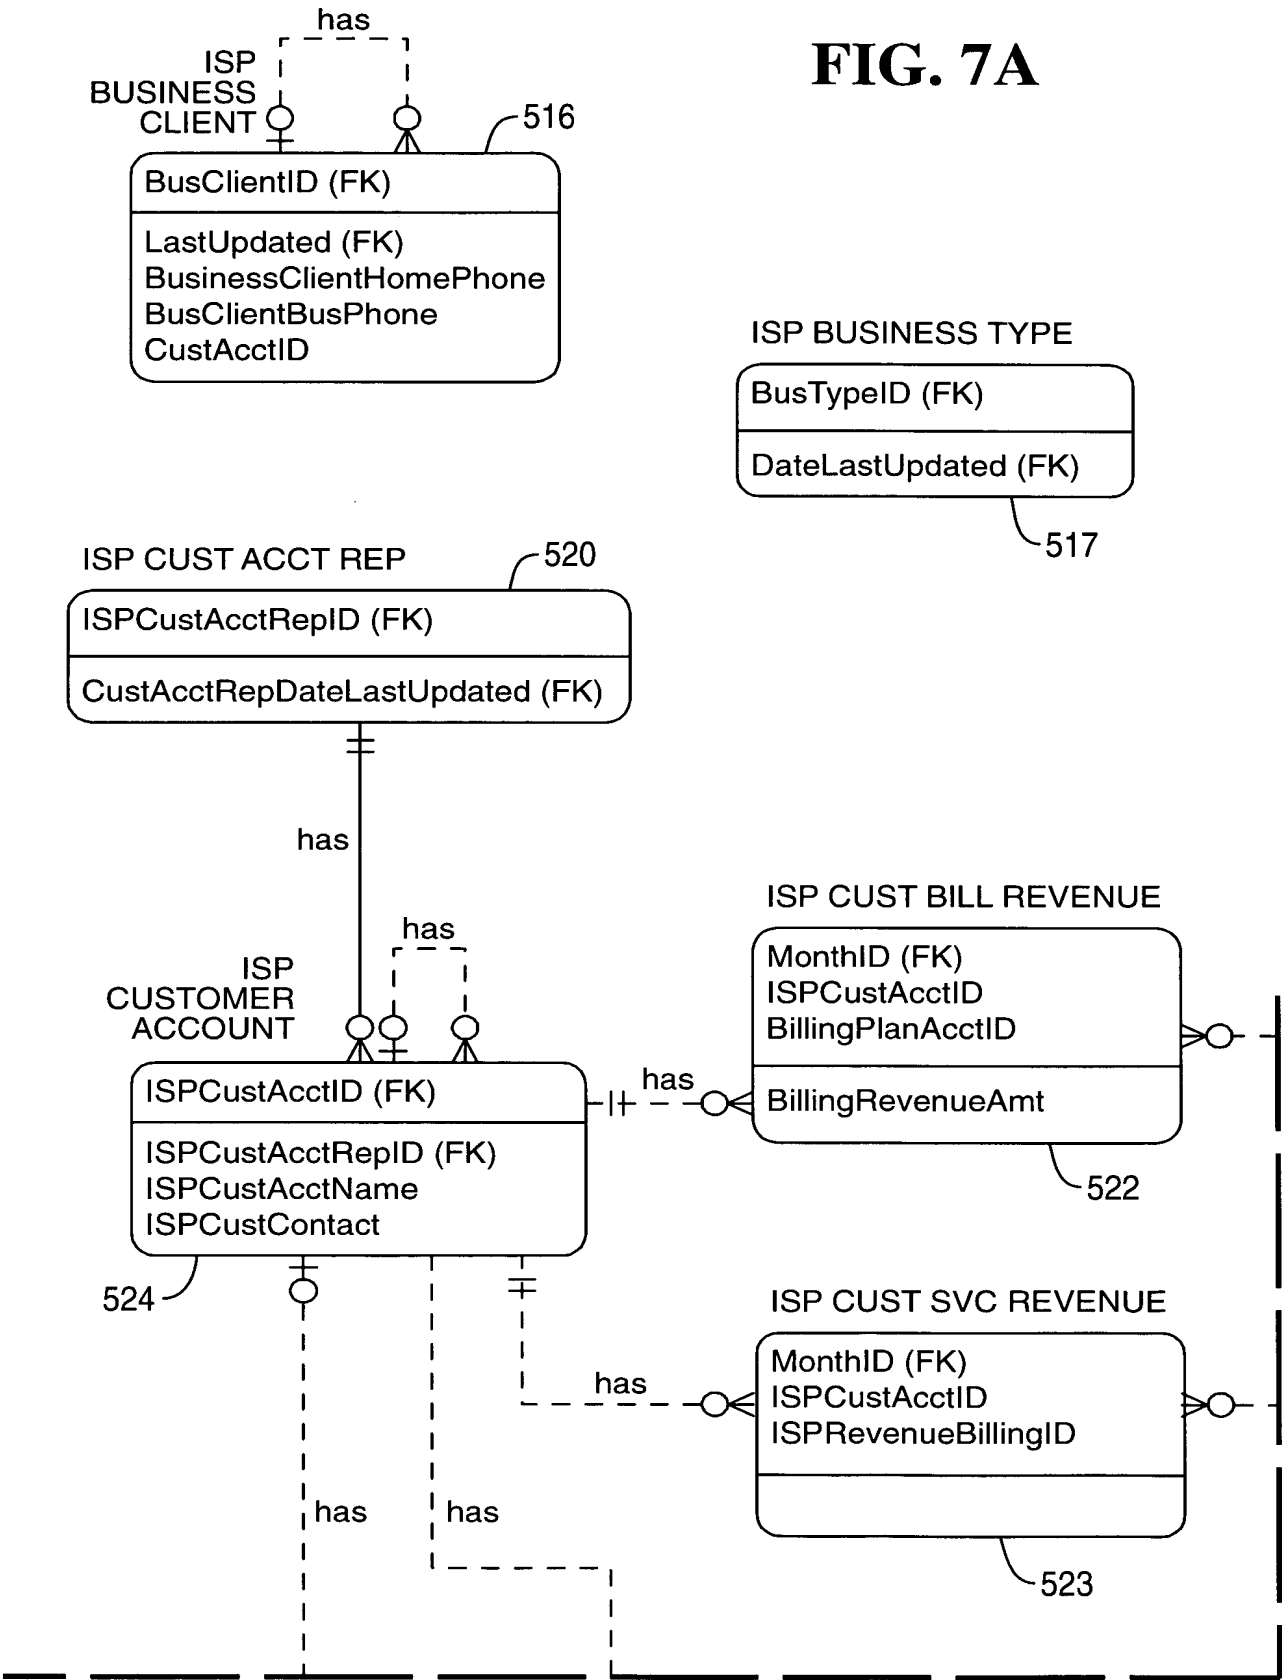 FIG. 7A
has
ISP
BUSINESS
CLIENT
516
BusClientID (FK)
LastUpdated (FK)
BusinessClientHomePhone
BusClientBusPhone
CustAcctID
ISP BUSINESS TYPE
BusTypeID (FK)
DateLastUpdated (FK)
517
ISP CUST ACCT REP
520
ISPCustAcctRepID (FK)
CustAcctRepDateLastUpdated (FK)
has
has
ISP
CUSTOMER
ACCOUNT
ISPCustAcctID (FK)
ISPCustAcctRepID (FK)
ISPCustAcctName
ISPCustContact
524
has
ISP CUST BILL REVENUE
MonthID (FK)
ISPCustAcctID
BillingPlanAcctID
BillingRevenueAmt
522
ISP CUST SVC REVENUE
MonthID (FK)
ISPCustAcctID
ISPRevenueBillingID
523
has
has
has